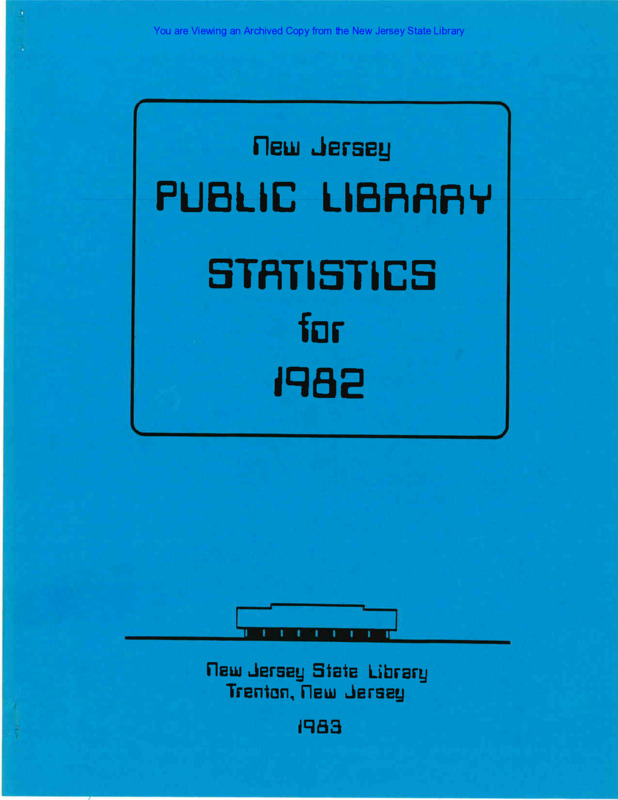 You are Viewing an Archived Copy from the New Jersey State Library
New Jersey
PUBLIC LIBRARY
STATISTICS
for
1982
New Jersey State Library
Trenton, New Jersey
1983